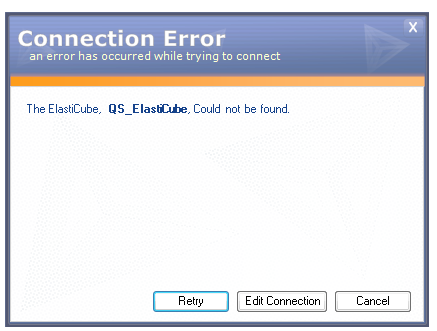 Connection Error
X
an error has occurred while trying to connect
The ElastiCube, QS_ElastiCube, Could not be found.
Retry Edit Connection Cancel